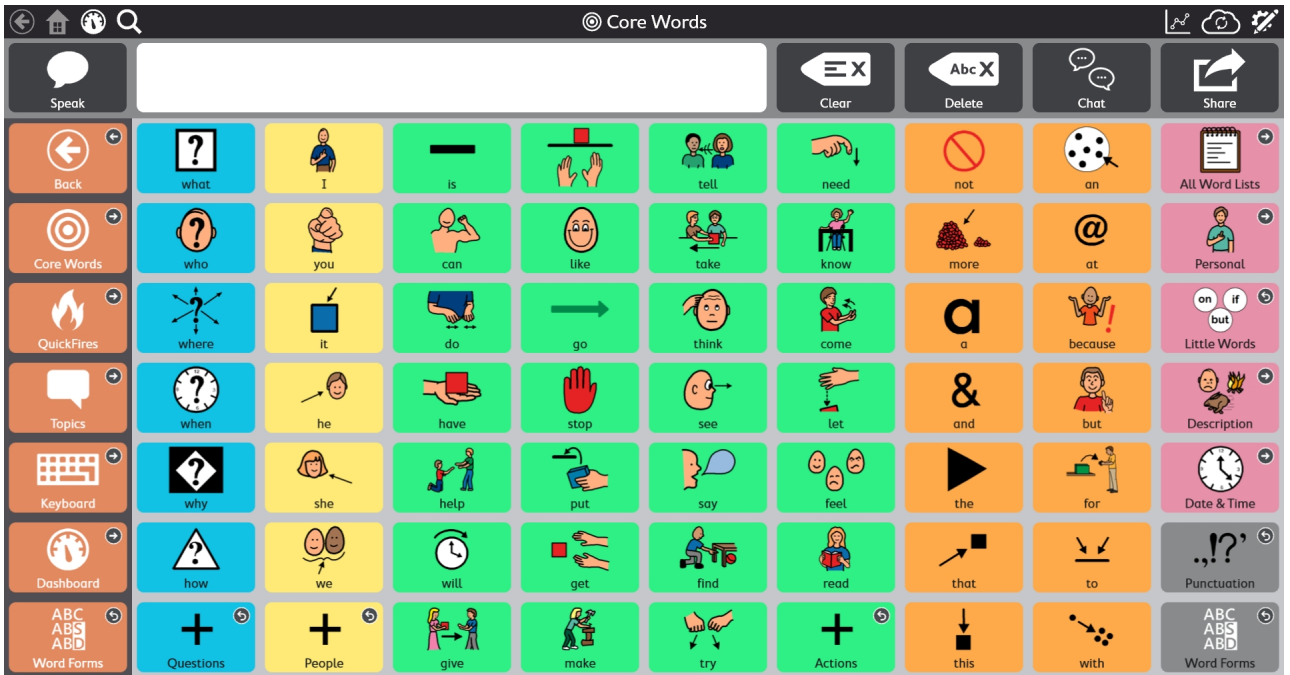 Core Words
Speak
Abc X
Clear
Delete
Chat
Share
Back
what
I
is
tell
need
not
an
All Word Lists
Core Words
who
you
can
like
take
know
more
@
at
Personal
QuickFires
where
it
do
go
think
come
a
a
because
on if
but
Little Words
Topics
when
he
have
stop
see
let
&
and
but
Description
Keyboard
why
she
help
put
say
feel
the
for
Date & Time
Dashboard
how
we
will
get
find
read
that
to
.,!?’
Punctuation
ABC
ABS
ABD
Word Forms
Questions
People
give
make
try
Actions
this
with
ABC
ABS
ABD
Word Forms